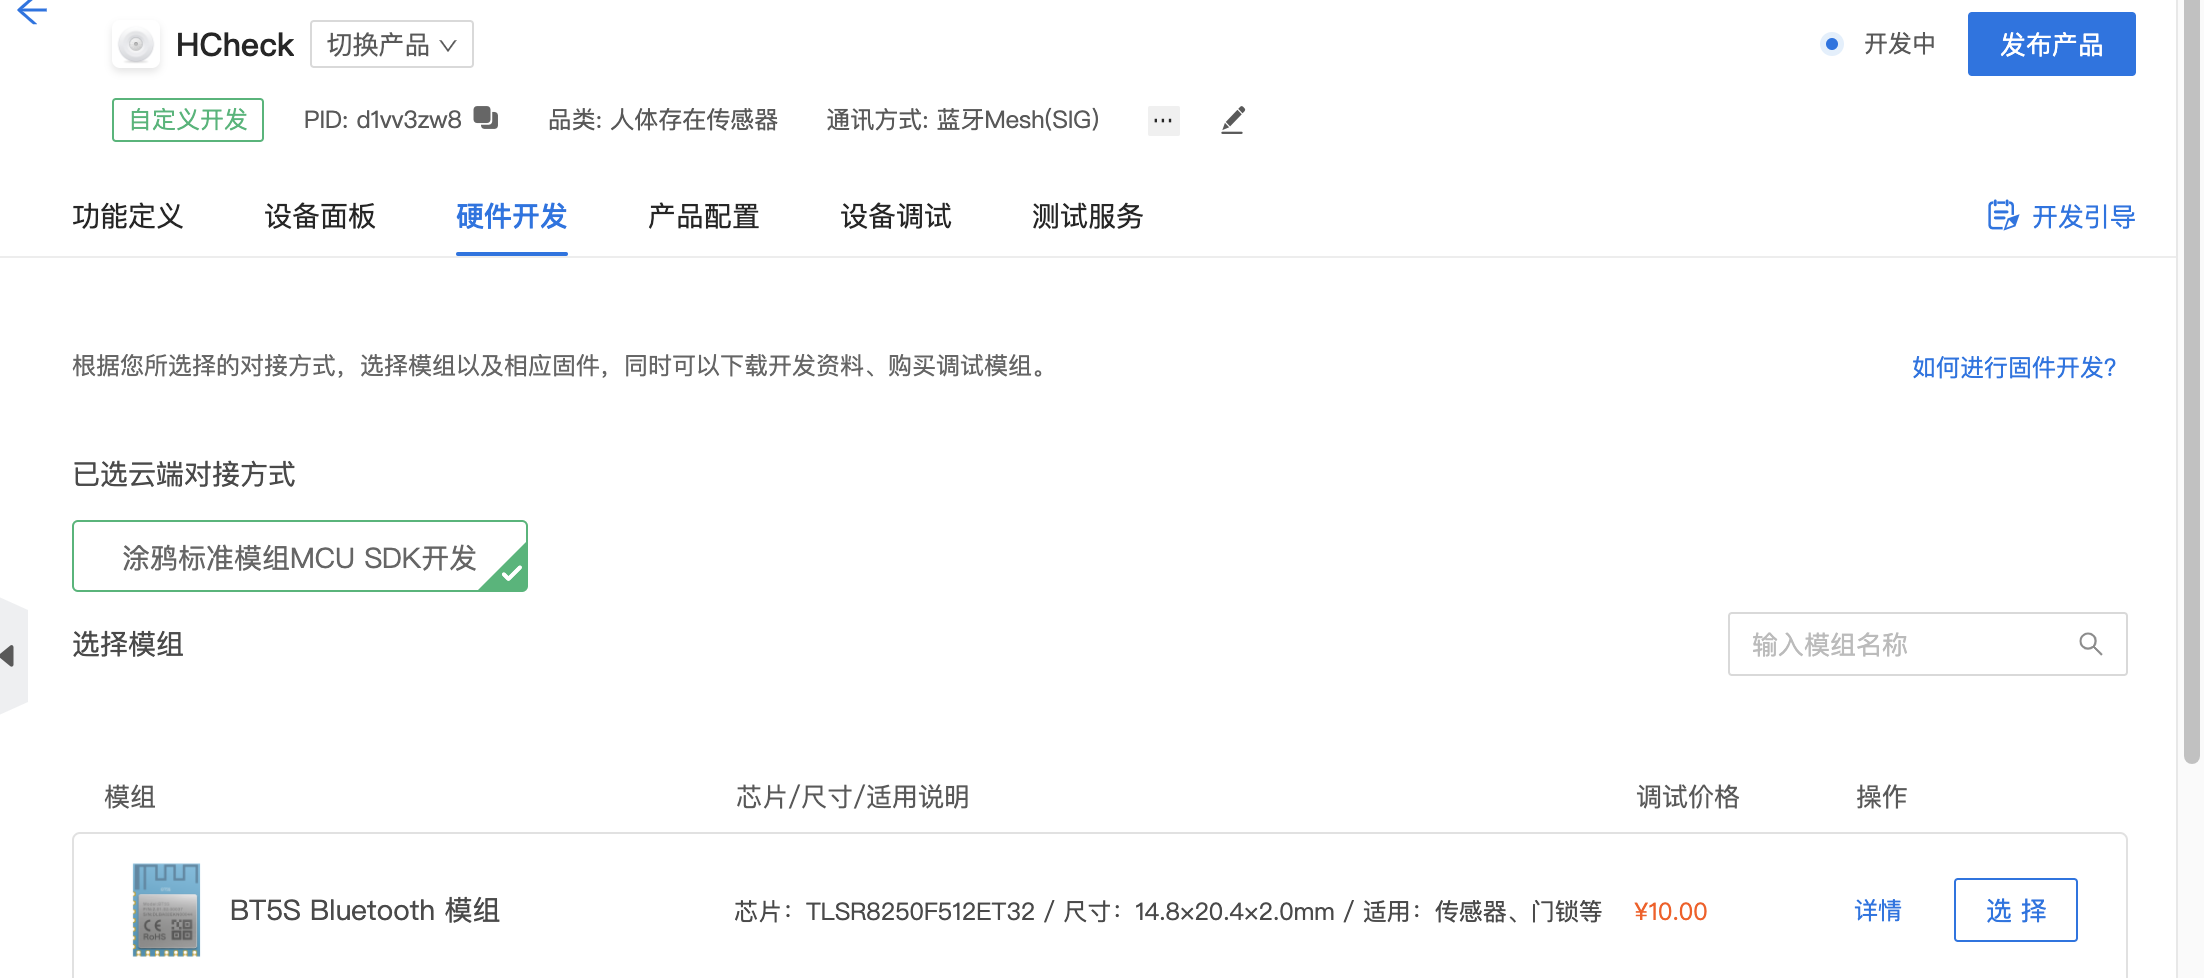 HCheck 切换产品 开发中 发布产品
自定义开发 PID: d1vv3zw8 品类: 人体存在传感器 通讯方式: 蓝牙Mesh(SIG) ...
功能定义 设备面板 硬件开发 产品配置 设备调试 测试服务 开发引导
根据您所选择的对接方式，选择模组以及相应固件，同时可以下载开发资料、购买调试模组。 如何进行固件开发?
已选云端对接方式
涂鸦标准模组MCU SDK开发
选择模组 输入模组名称
模组 芯片/尺寸/适用说明 调试价格 操作
BT5S Bluetooth 模组 芯片：TLSR8250F512ET32 / 尺寸：14.8×20.4×2.0mm / 适用：传感器、门锁等 ¥10.00 详情 选 择
CE
RoHS